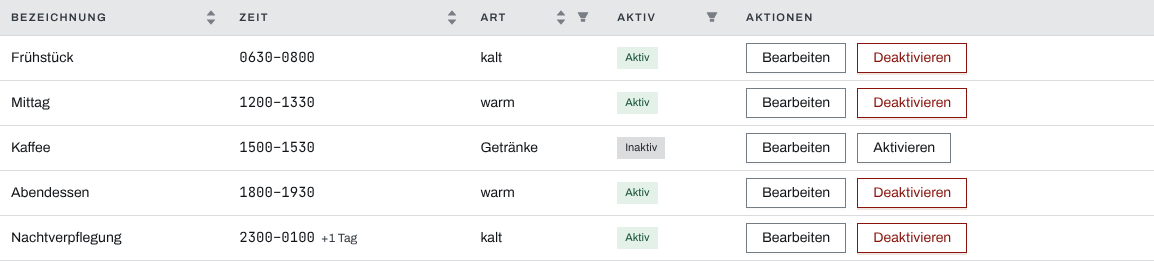 BEZEICHNUNG ZEIT ART AKTIV AKTIONEN
Frühstück 0630–0800 kalt Aktiv Bearbeiten Deaktivieren
Mittag 1200–1330 warm Aktiv Bearbeiten Deaktivieren
Kaffee 1500–1530 Getränke Inaktiv Bearbeiten Aktivieren
Abendessen 1800–1930 warm Aktiv Bearbeiten Deaktivieren
Nachtverpflegung 2300–0100 +1 Tag kalt Aktiv Bearbeiten Deaktivieren